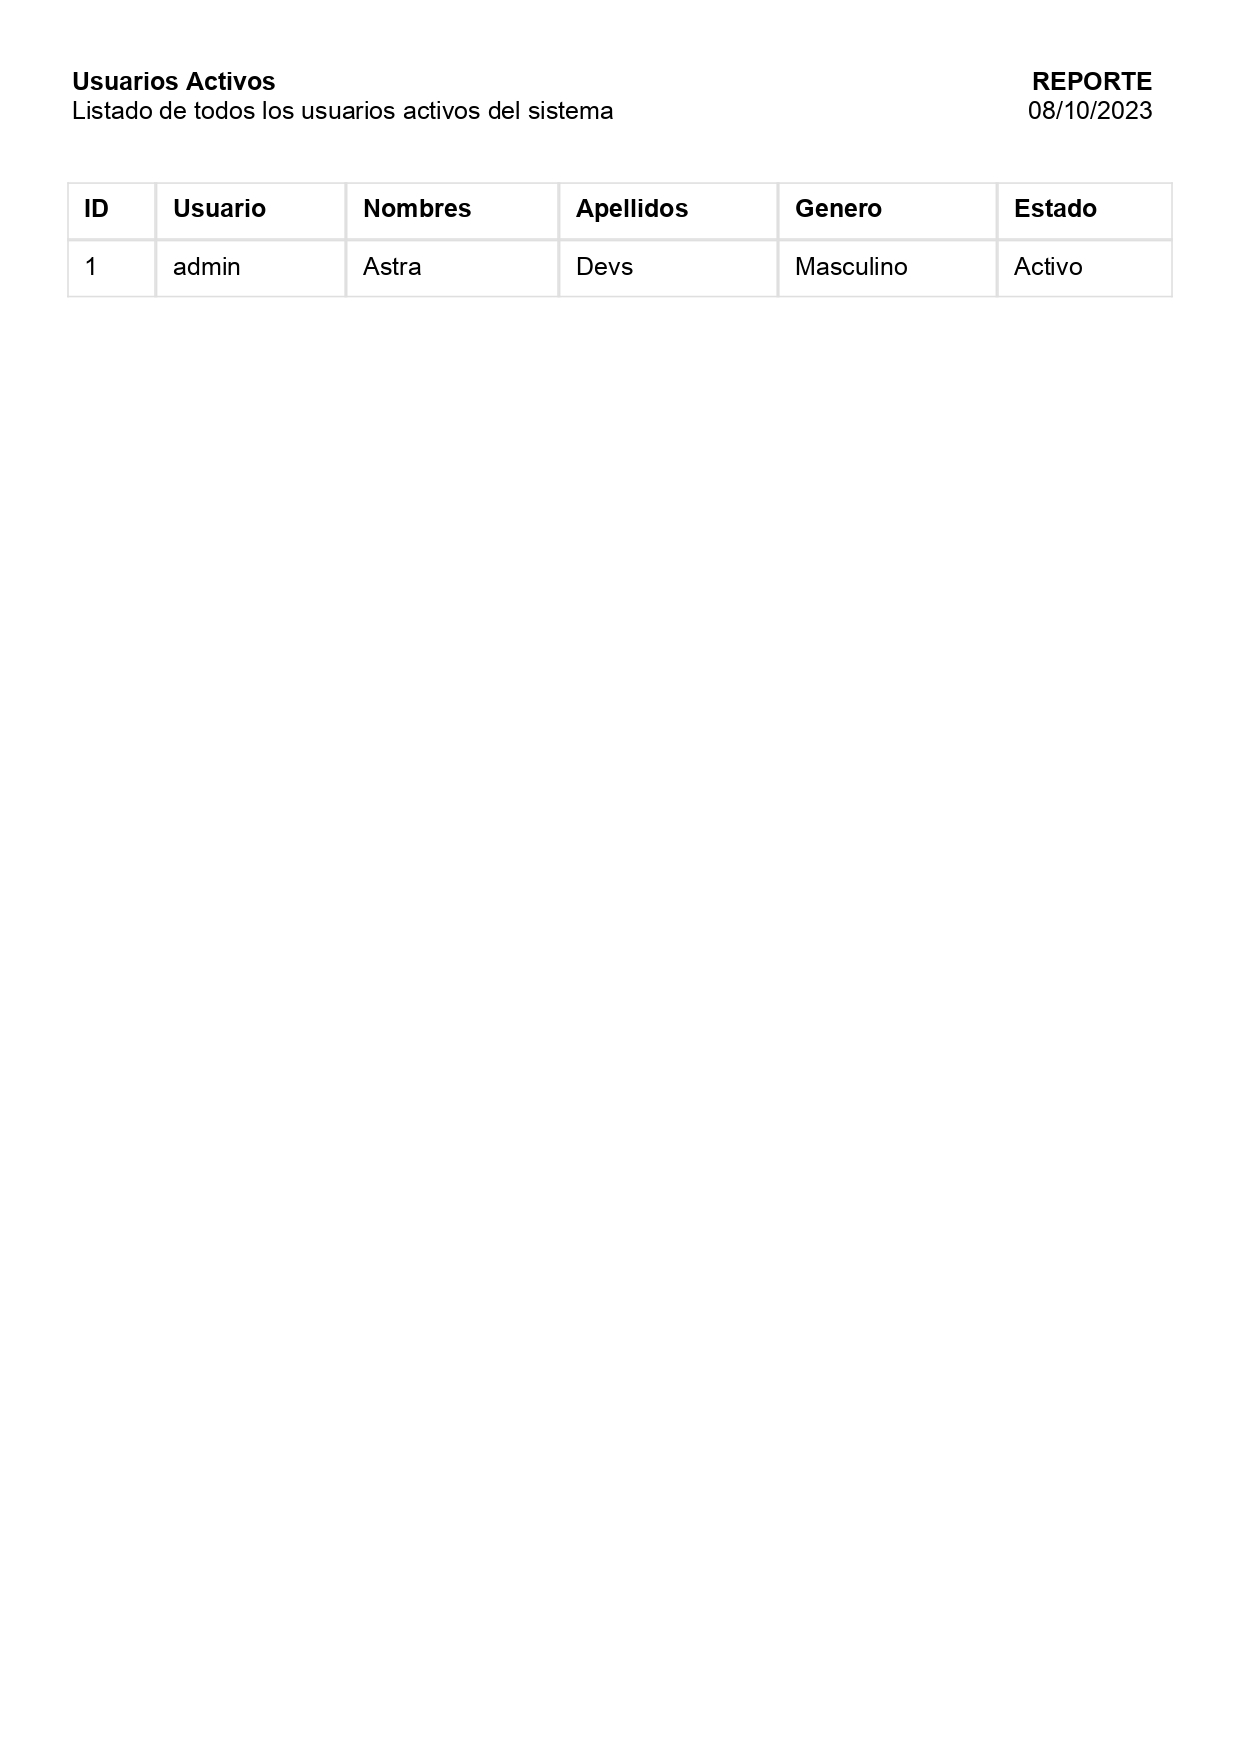 Usuarios Activos REPORTE
Listado de todos los usuarios activos del sistema 08/10/2023
ID Usuario Nombres Apellidos Genero Estado
1 admin Astra Devs Masculino Activo